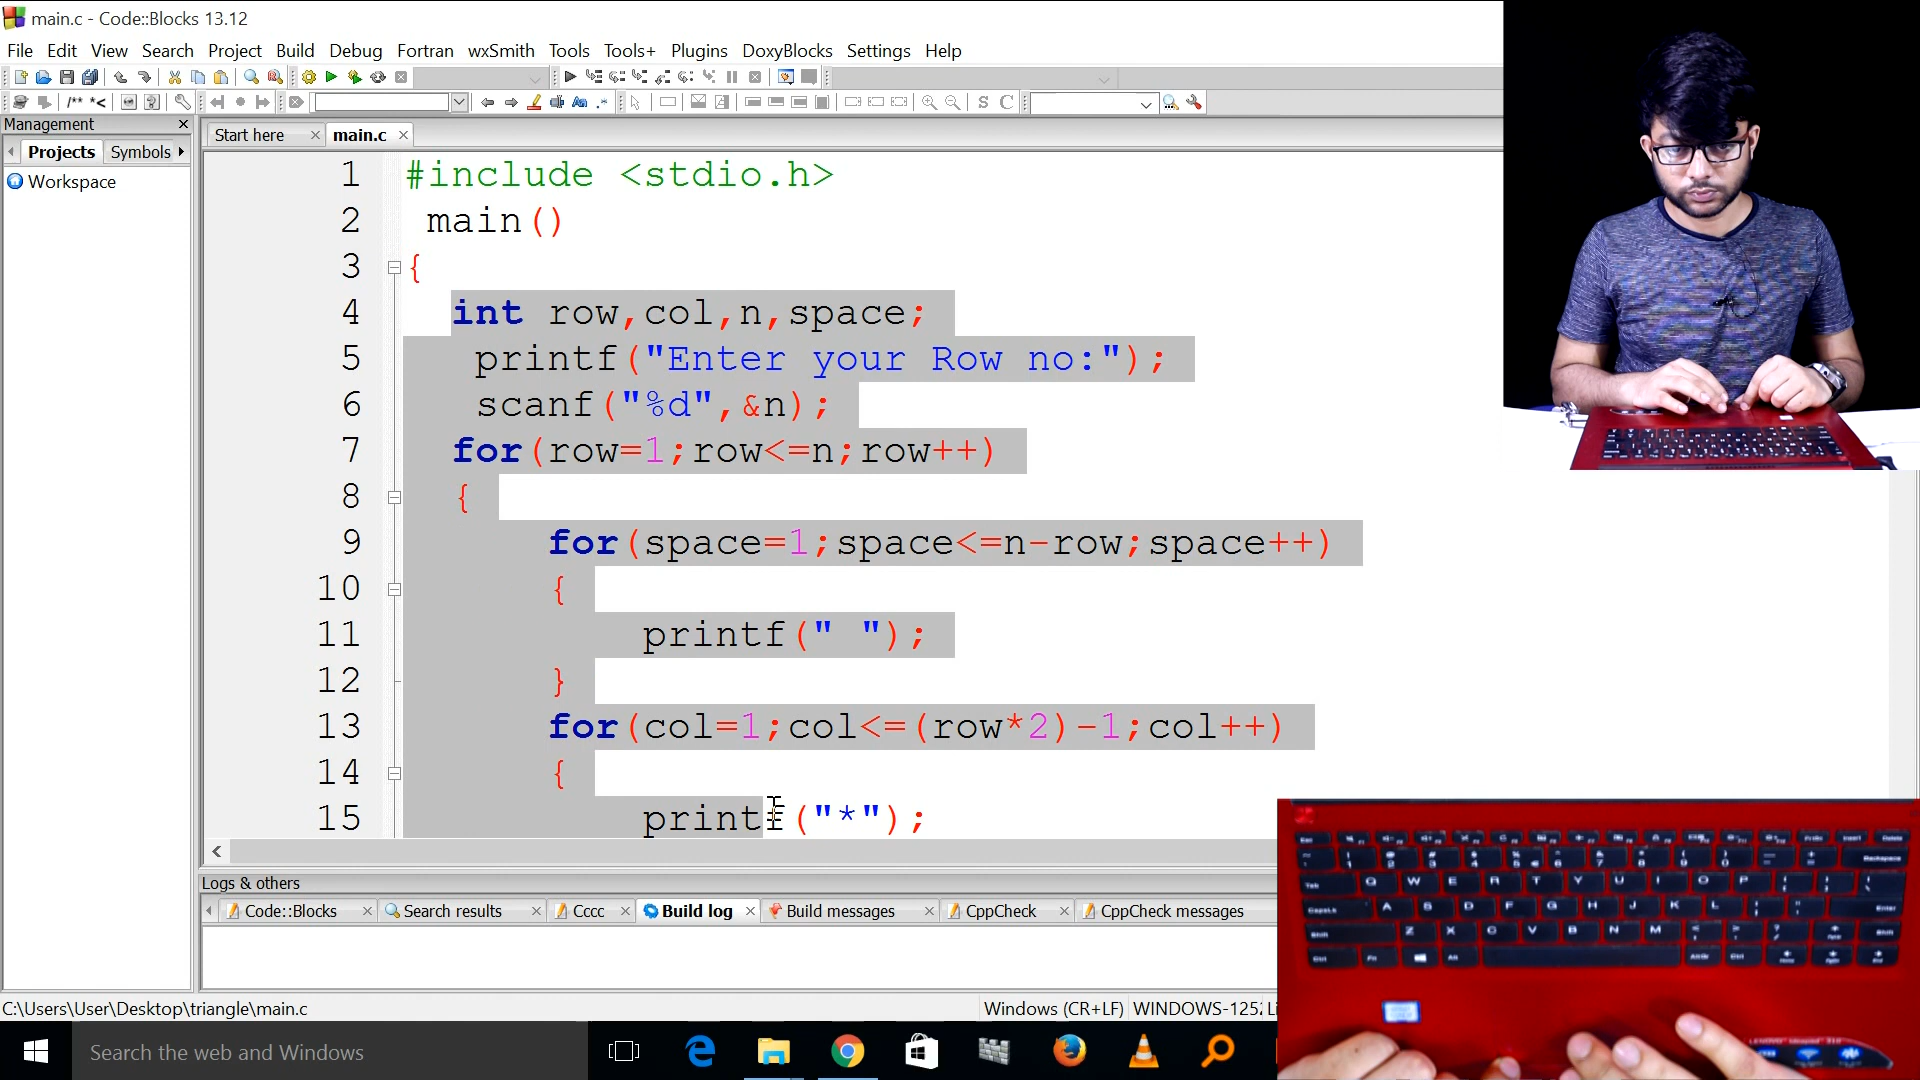 main.c - Code::Blocks 13.12
File Edit View Search Project Build Debug Fortran wxSmith Tools Tools+ Plugins DoxyBlocks Settings Help
/** *<
S C
Management
Start here main.c
Projects Symbols
Workspace
1 #include <stdio.h>
2 main()
3 {
4 int row,col,n,space;
5 printf("Enter your Row no:");
6 scanf("%d",&n);
7 for(row=1;row<=n;row++)
8 {
9 for(space=1;space<=n-row;space++)
10 {
11 printf(" ");
12 }
13 for(col=1;col<=(row*2)-1;col++)
14 {
15 printf("*");
Logs & others
Code::Blocks Search results Cccc Build log Build messages CppCheck CppCheck messages
C:\Users\User\Desktop\triangle\main.c Windows (CR+LF) WINDOWS-1252 Li
Search the web and Windows
Q W E R T Y U I O P
A S D F G H J K L
Z X C V B N M